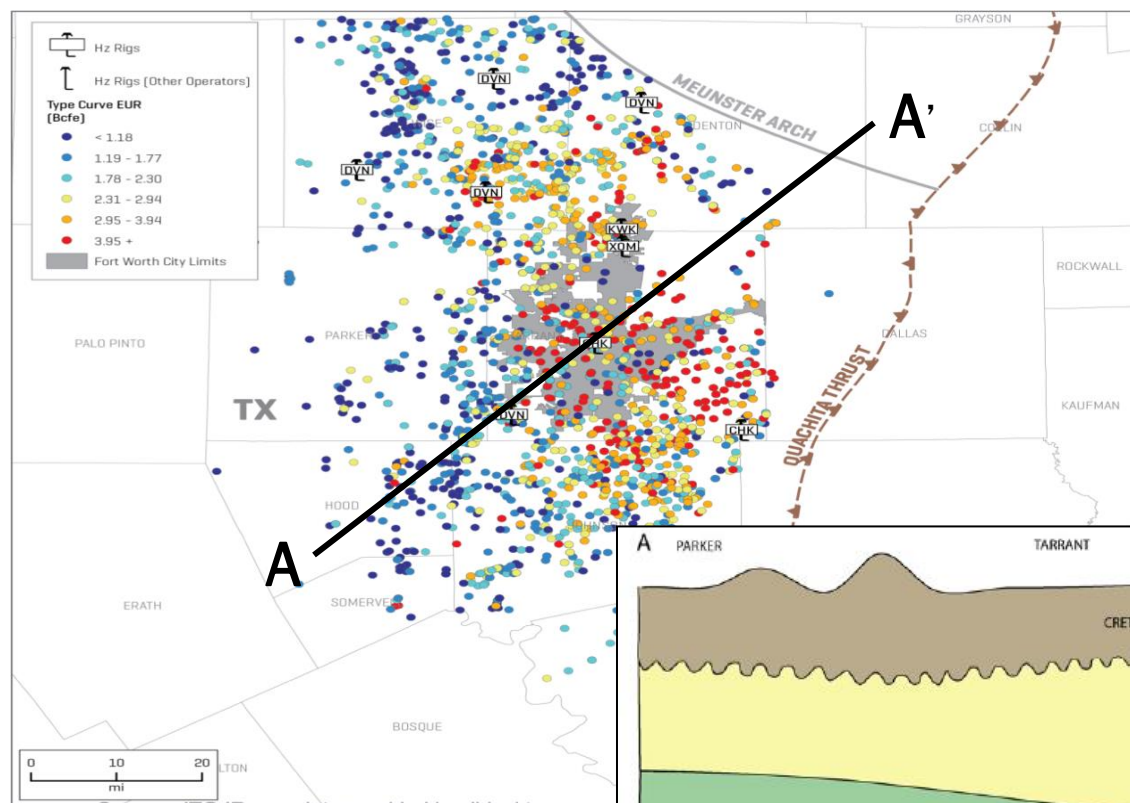 Hz Rigs
Hz Rigs (Other Operators)
Type Curve EUR
(Bcfe)
< 1.18
1.19 - 1.77
1.78 - 2.30
2.31 - 2.94
2.95 - 3.94
3.95 +
Fort Worth City Limits
GRAYSON
MEUNSTER ARCH
DENTON
COLLIN
A'
DVN
DVN
DVN
DVN
KWK
XOM
ROCKWALL
PALO PINTO
PARKER
CHK
DALLAS
TX
DVN
CHK
QUACHITA THRUST
KAUFMAN
HOOD
A
ERATH
SOMERVELL
BOSQUE
0 10 20
mi
A PARKER TARRANT
CRET